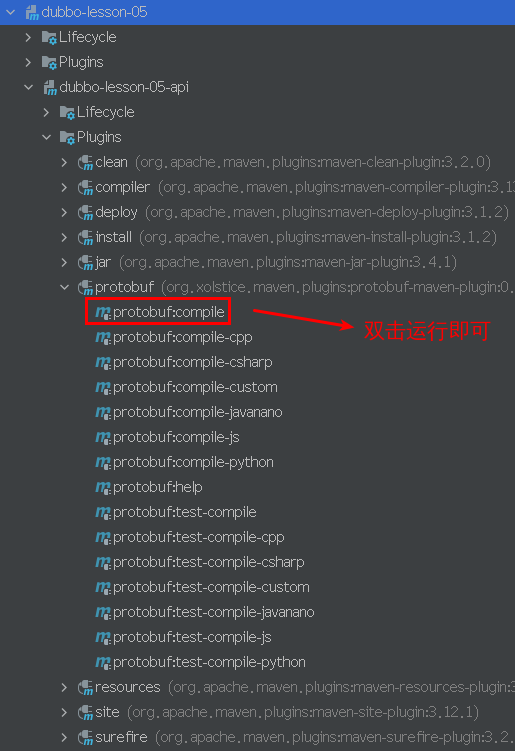 dubbo-lesson-05
Lifecycle
Plugins
dubbo-lesson-05-api
Lifecycle
Plugins
clean (org.apache.maven.plugins:maven-clean-plugin:3.2.0)
compiler (org.apache.maven.plugins:maven-compiler-plugin:3.13
deploy (org.apache.maven.plugins:maven-deploy-plugin:3.1.2)
install (org.apache.maven.plugins:maven-install-plugin:3.1.2)
jar (org.apache.maven.plugins:maven-jar-plugin:3.4.1)
protobuf (org.xolstice.maven.plugins:protobuf-maven-plugin:0.
protobuf:compile
双击运行即可
protobuf:compile-cpp
protobuf:compile-csharp
protobuf:compile-custom
protobuf:compile-javanano
protobuf:compile-js
protobuf:compile-python
protobuf:help
protobuf:test-compile
protobuf:test-compile-cpp
protobuf:test-compile-csharp
protobuf:test-compile-custom
protobuf:test-compile-javanano
protobuf:test-compile-js
protobuf:test-compile-python
resources (org.apache.maven.plugins:maven-resources-plugin:3
site (org.apache.maven.plugins:maven-site-plugin:3.12.1)
surefire (org.apache.maven.plugins:maven-surefire-plugin:3.2.